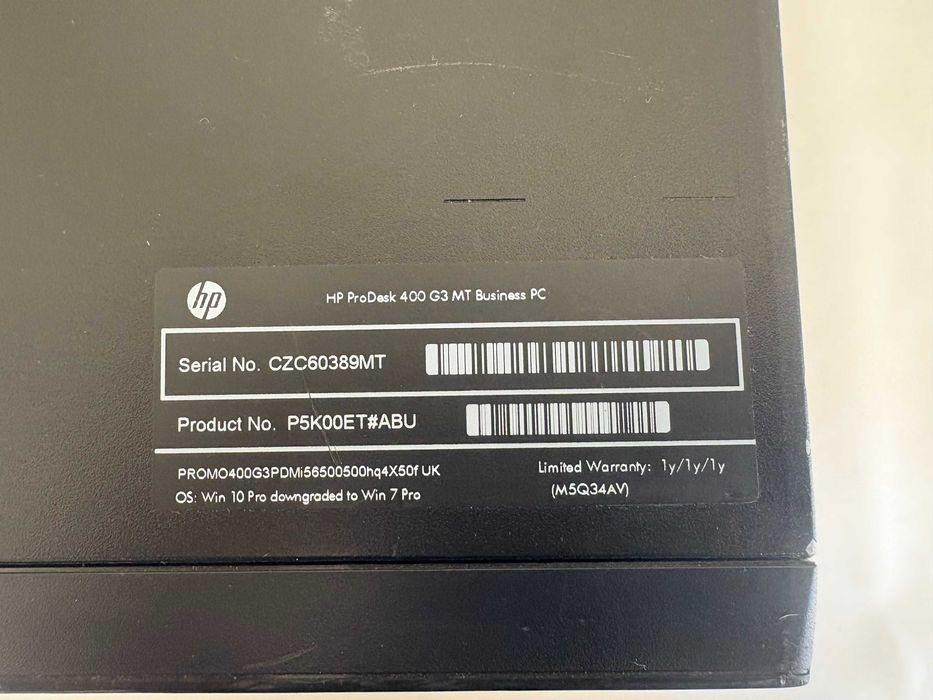 hp
HP ProDesk 400 G3 MT Business PC
Serial No. CZC60389MT
Product No. P5K00ET#ABU
PROMO400G3PDMi56500500hq4X50f UK
Limited Warranty: 1y/1y/1y
OS: Win 10 Pro downgraded to Win 7 Pro
(M5Q34AV)